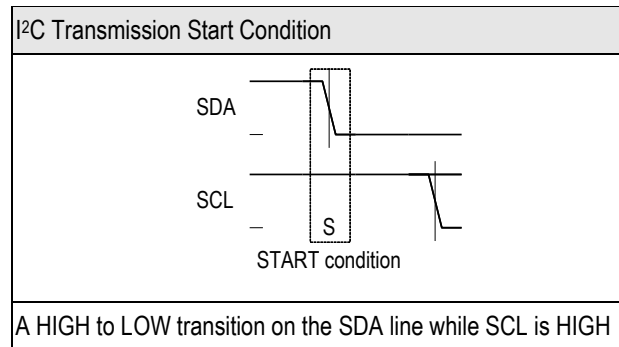 I²C Transmission Start Condition
SDA
SCL
S
START condition
A HIGH to LOW transition on the SDA line while SCL is HIGH